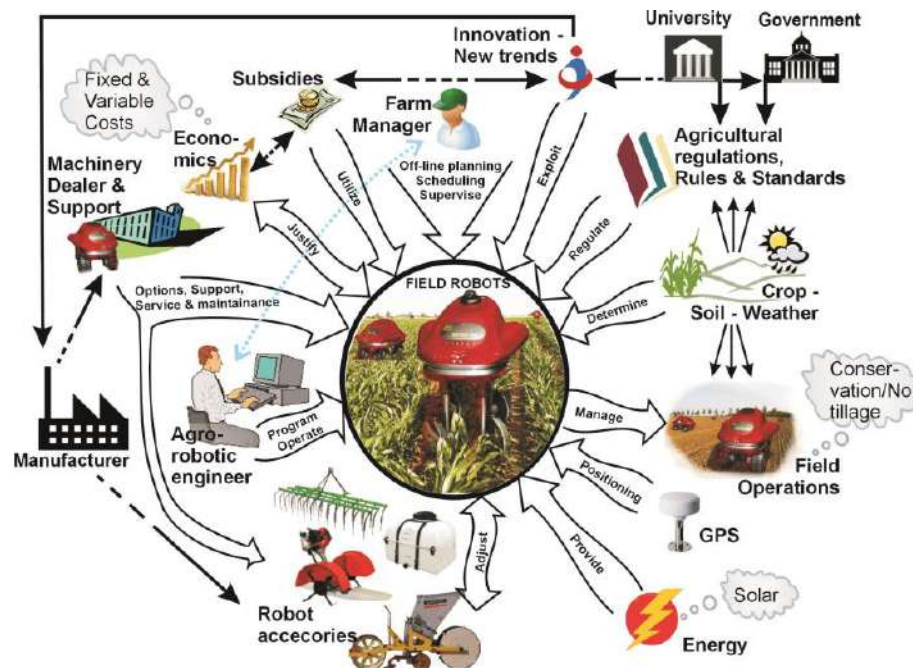 University
Government
Innovation -
New trends
Subsidies
Fixed &
Variable
Costs
Farm
Manager
Econo-
mics
Agricultural
regulations,
Rules & Standards
Machinery
Dealer &
Support
Off-line planning
Scheduling
Supervise
Utilize
Exploit
Justify
Regulate
Options, Support,
Service & maintainance
FIELD ROBOTS
Determine
Crop -
Soil - Weather
Conser-
vation/No
tillage
Manage
Program
Operate
Agro-
robotic
engineer
Manufacturer
Field
Operations
Positioning
GPS
Provide
Adjust
Solar
Robot
accecories
Energy